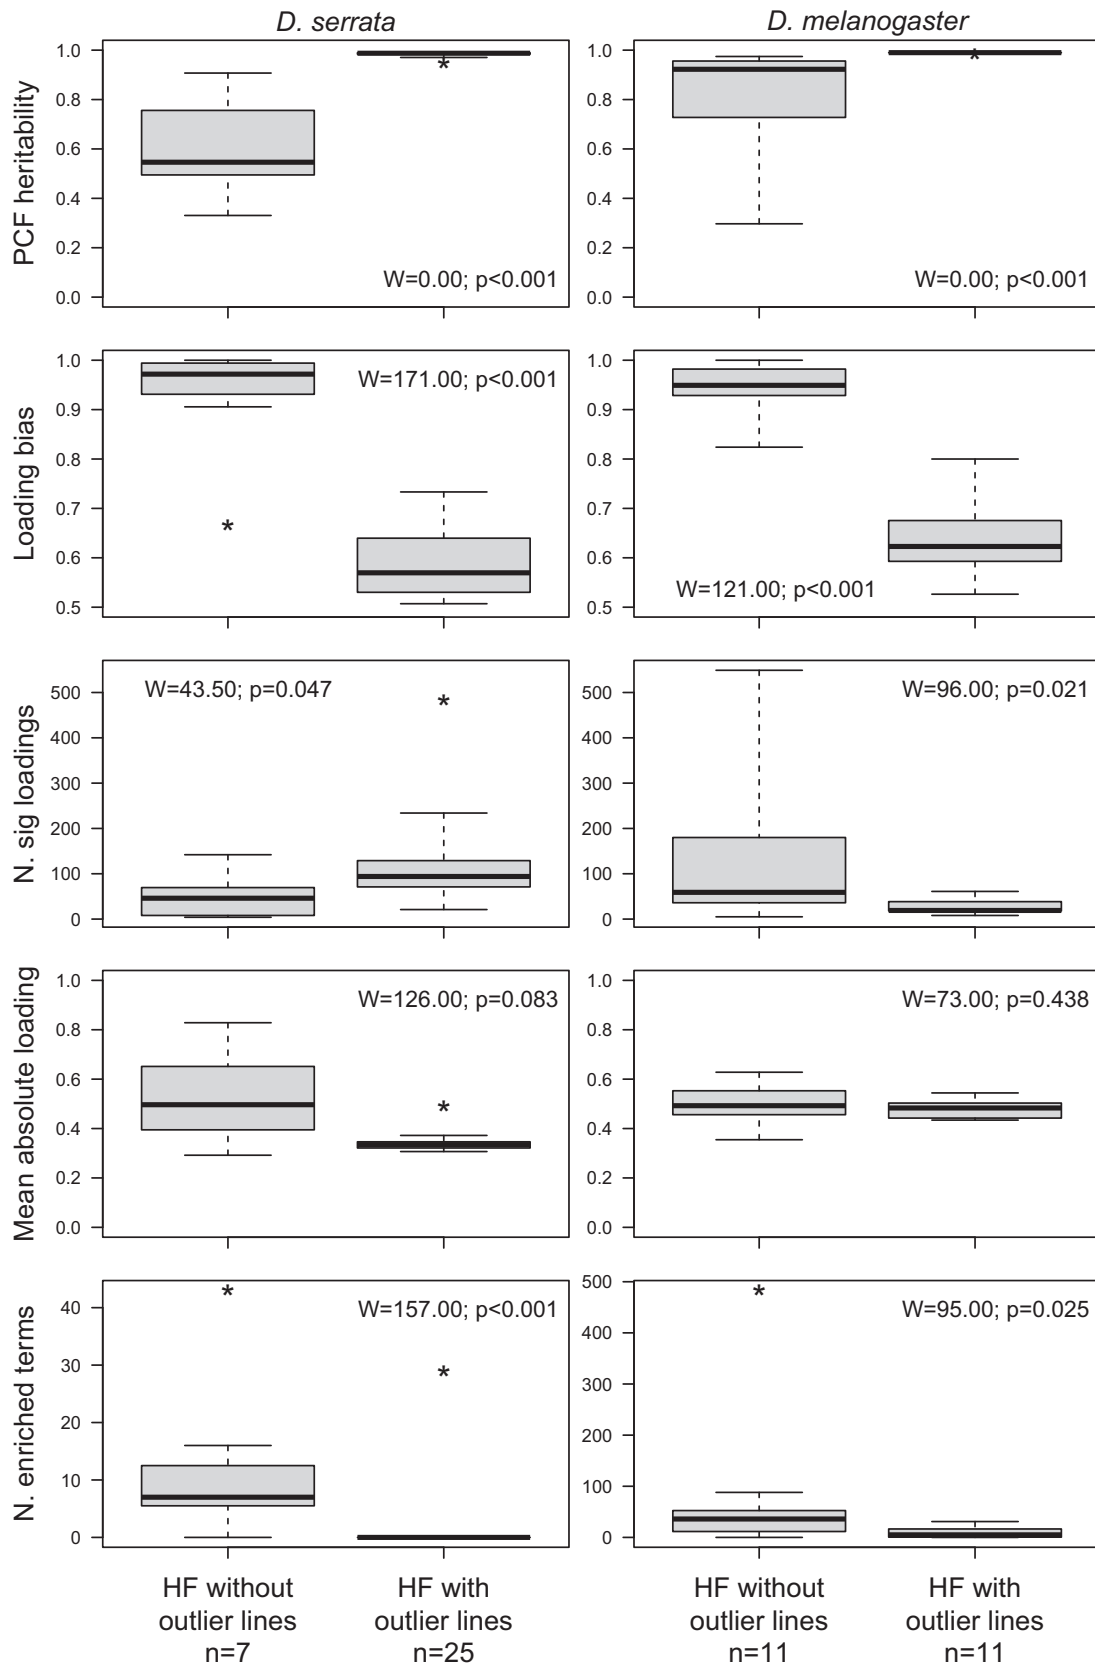 D. serrata
D. melanogaster
PCF heritability
1.0
0.8
0.6
0.4
0.2
0.0
*
W=0.00; p<0.001
1.0
0.8
0.6
0.4
0.2
0.0
*
W=0.00; p<0.001
Loading bias
1.0
0.9
0.8
0.7
0.6
0.5
*
W=171.00; p<0.001
1.0
0.9
0.8
0.7
0.6
0.5
W=121.00; p<0.001
N. sig loadings
500
400
300
200
100
0
W=43.50; p=0.047
*
500
400
300
200
100
0
W=96.00; p=0.021
Mean absolute loading
1.0
0.8
0.6
0.4
0.2
0.0
W=126.00; p=0.083
*
1.0
0.8
0.6
0.4
0.2
0.0
W=73.00; p=0.438
N. enriched terms
40
30
20
10
0
*
W=157.00; p<0.001
*
500
400
300
200
100
0
*
W=95.00; p=0.025
HF without
outlier lines
n=7
HF with
outlier lines
n=25
HF without
outlier lines
n=11
HF with
outlier lines
n=11